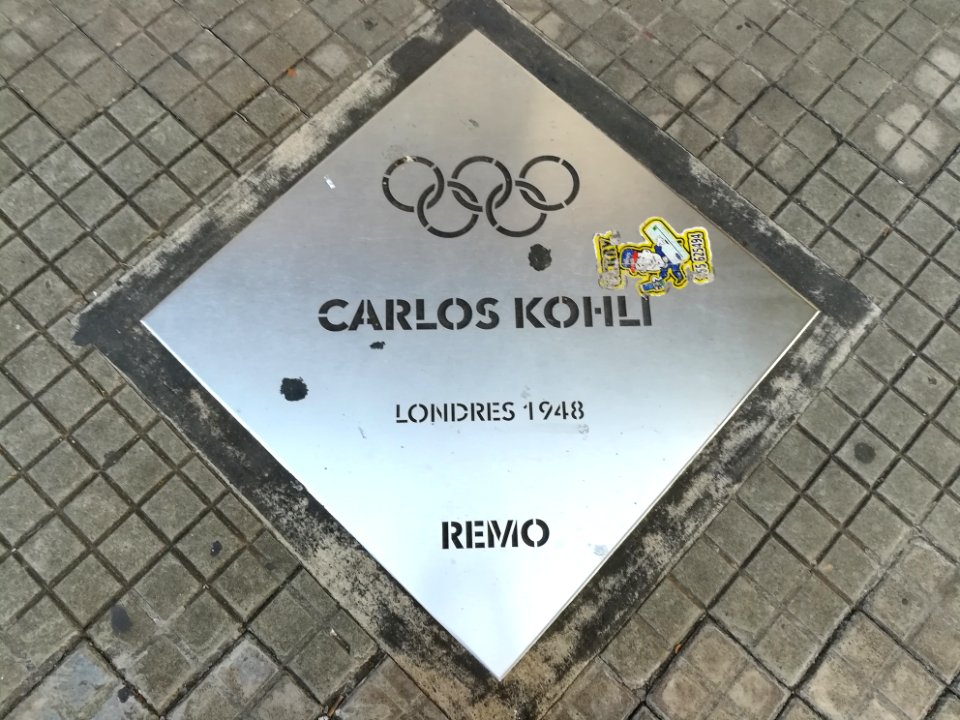 CARLOS KOHLI
LONDRES 1948
REMO